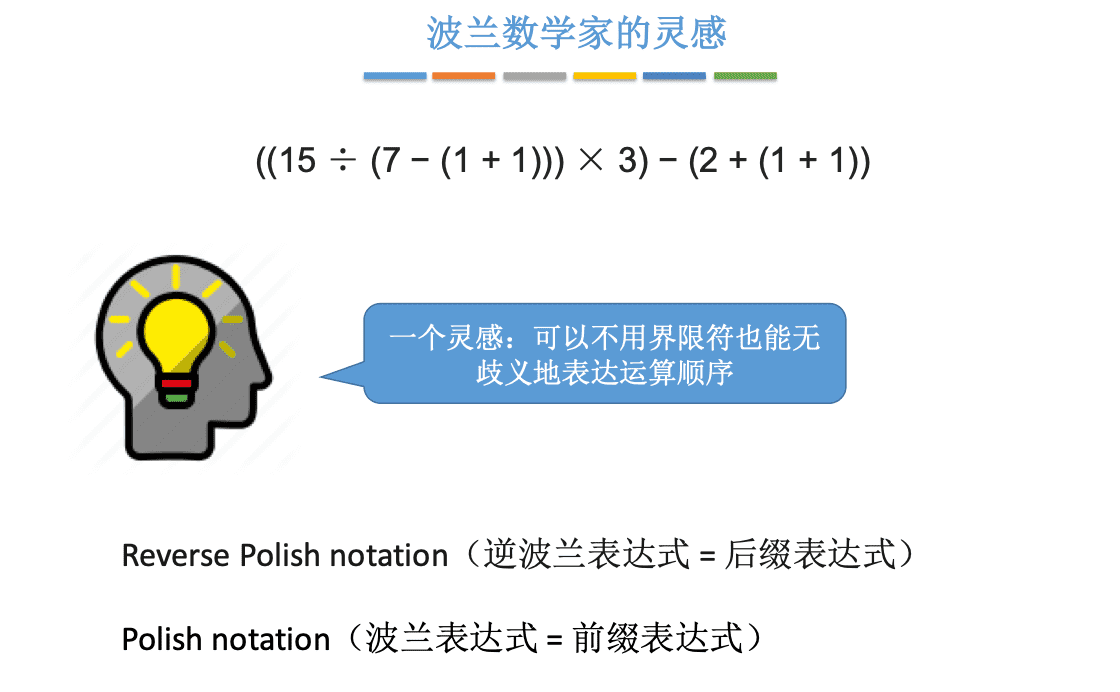 波兰数学家的灵感
((15 ÷ (7 − (1 + 1))) × 3) − (2 + (1 + 1))
一个灵感：可以不用界限符也能无
歧义地表达运算顺序
Reverse Polish notation（逆波兰表达式 = 后缀表达式）
Polish notation（波兰表达式 = 前缀表达式）